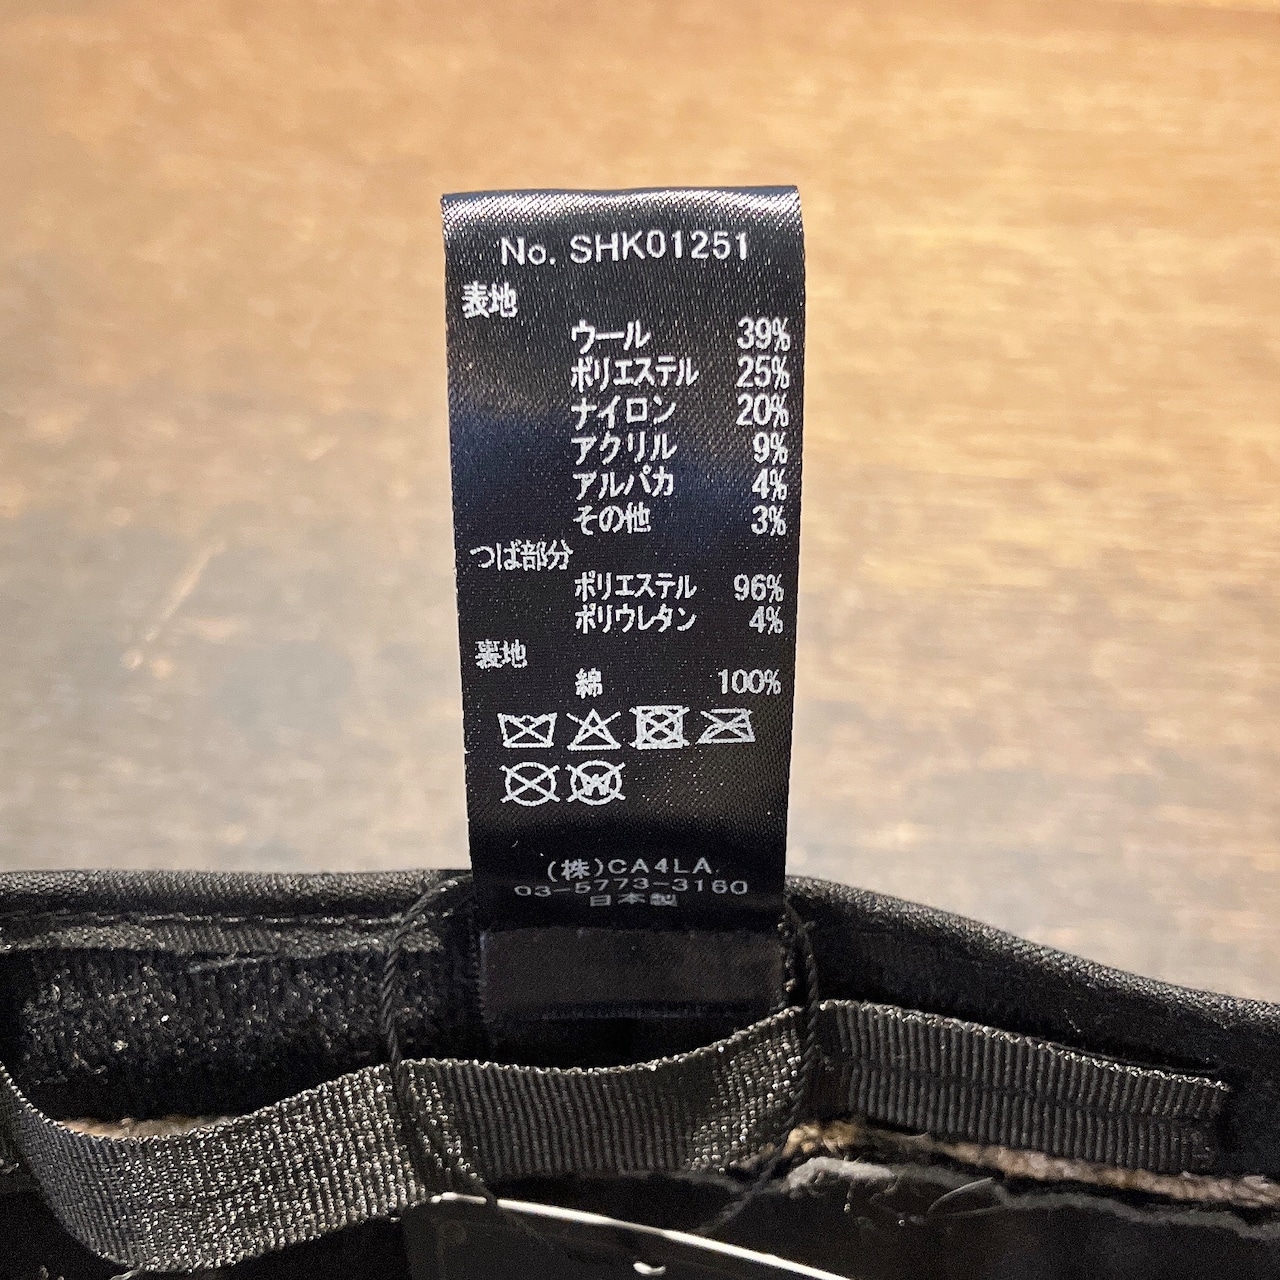 No. SHK01251
表地
ウール 39%
ポリエステル 25%
ナイロン 20%
アクリル 9%
アルパカ 4%
その他 3%
つば部分
ポリエステル 96%
ポリウレタン 4%
裏地
綿 100%
W
(株)CA4LA
03-5773-3160
日本製